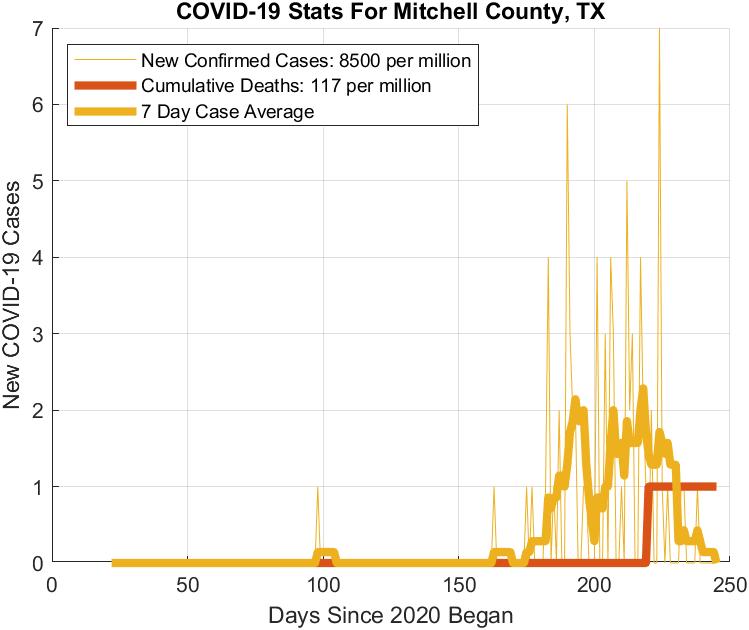 COVID-19 Stats For Mitchell County, TX
New Confirmed Cases: 8500 per million
Cumulative Deaths: 117 per million
7 Day Case Average
New COVID-19 Cases
7
6
5
4
3
2
1
0
0 50 100 150 200 250
Days Since 2020 Began